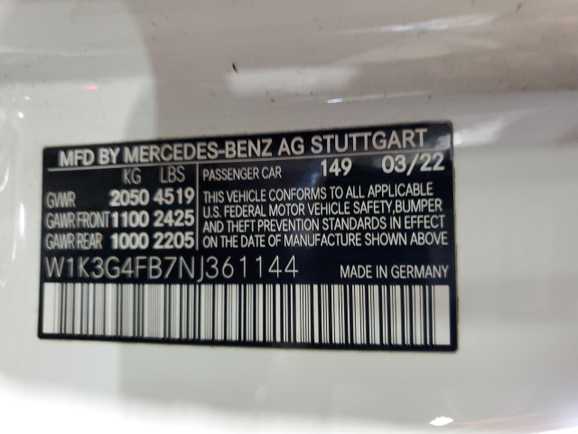 MFD BY MERCEDES-BENZ AG STUTTGART
KG LBS
GVWR 2050 4519
GAWR FRONT 1100 2425
GAWR REAR 1000 2205
PASSENGER CAR 149 03/22
THIS VEHICLE CONFORMS TO ALL APPLICABLE
U.S. FEDERAL MOTOR VEHICLE SAFETY, BUMPER
AND THEFT PREVENTION STANDARDS IN EFFECT
ON THE DATE OF MANUFACTURE SHOWN ABOVE
W1K3G4FB7NJ361144 MADE IN GERMANY